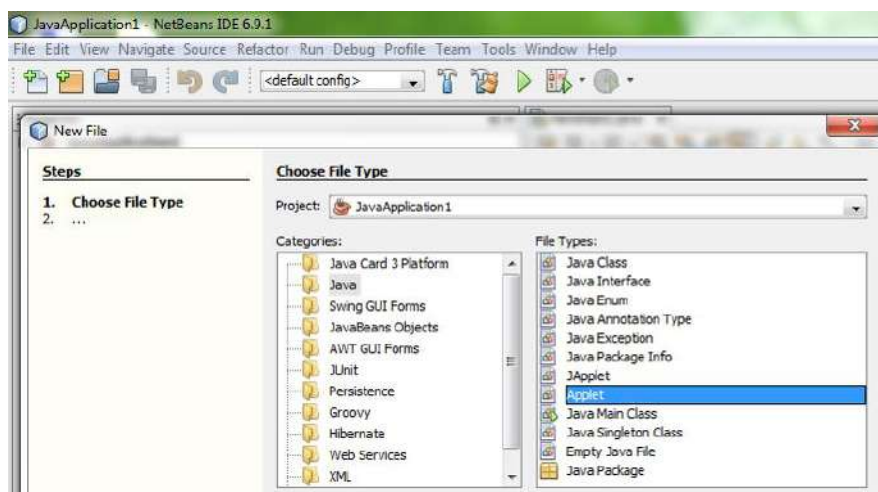 JavaApplication1 - NetBeans IDE 6.9.1
File Edit View Navigate Source Refactor Run Debug Profile Team Tools Window Help
<default config>
New File
Steps
1. Choose File Type
2. ...
Choose File Type
Project: JavaApplication1
Categories:
Java Card 3 Platform
Java
Swing GUI Forms
JavaBeans Objects
AWT GUI Forms
JUnit
Persistence
Groovy
Hibernate
Web Services
XML
File Types:
Java Class
Java Interface
Java Enum
Java Annotation Type
Java Exception
Java Package Info
JApplet
Applet
Java Main Class
Java Singleton Class
Empty Java File
Java Package